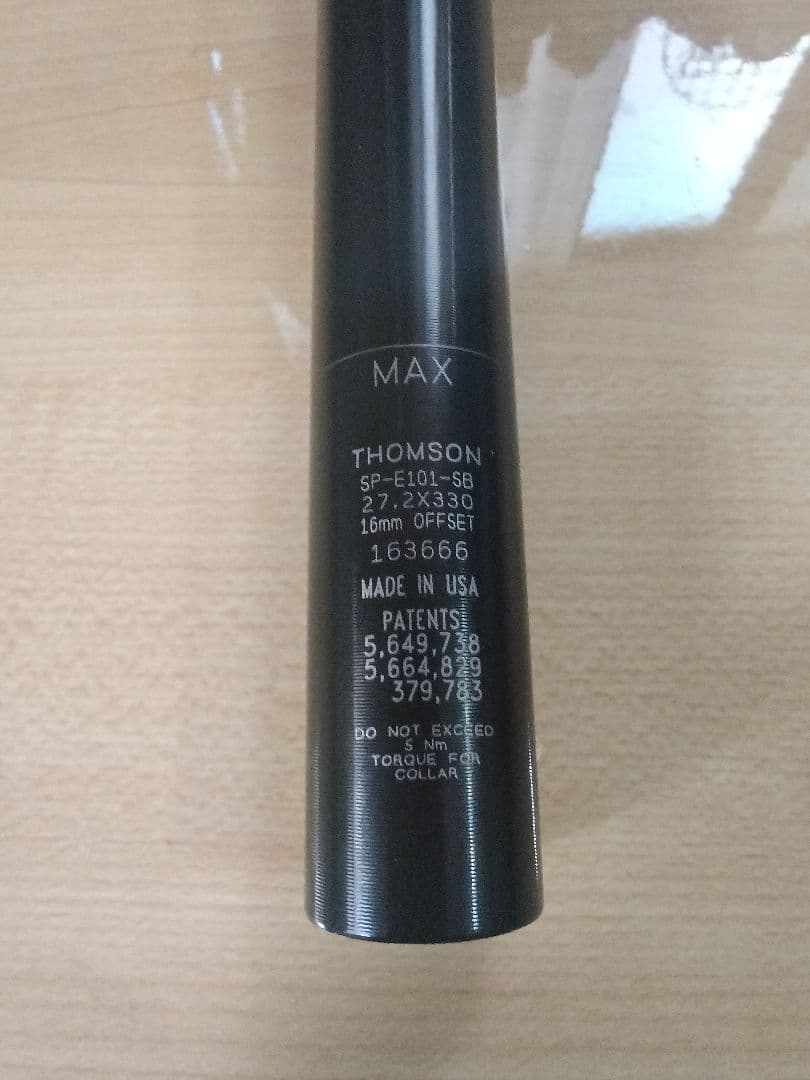 MAX
THOMSON
SP-E101-SB
27.2X330
16mm OFFSET
163666
MADE IN USA
PATENTS
5,649,738
5,664,829
379,783
DO NOT EXCEED
5 Nm
TORQUE FOR
COLLAR